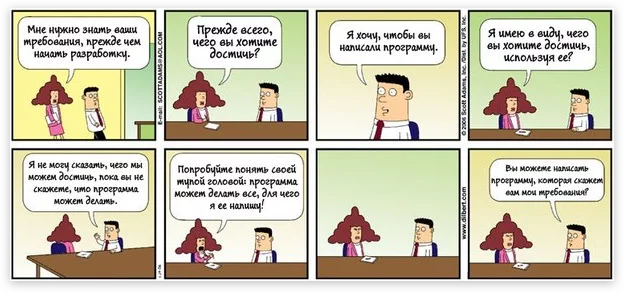 Мне нужно знать ваши
требования, прежде чем
начать разработку.
E-mail: SCOTTADAMS@AOL.COM
Прежде всего,
чего вы хотите
достичь?
Я хочу, чтобы вы
написали программу.
© 2006 Scott Adams, Inc./Dist. by UFS, Inc.
Я имею в виду, чего
вы хотите достичь,
используя ее?
Я не могу сказать, чего мы
можем достичь, пока вы не
скажете, что программа
может делать.
Попробуйте понять своей
тупой головой: программа
может делать все, для чего
я ее напишу!
www.dilbert.com
Вы можете написать
программу, которая скажет
вам мои требования?